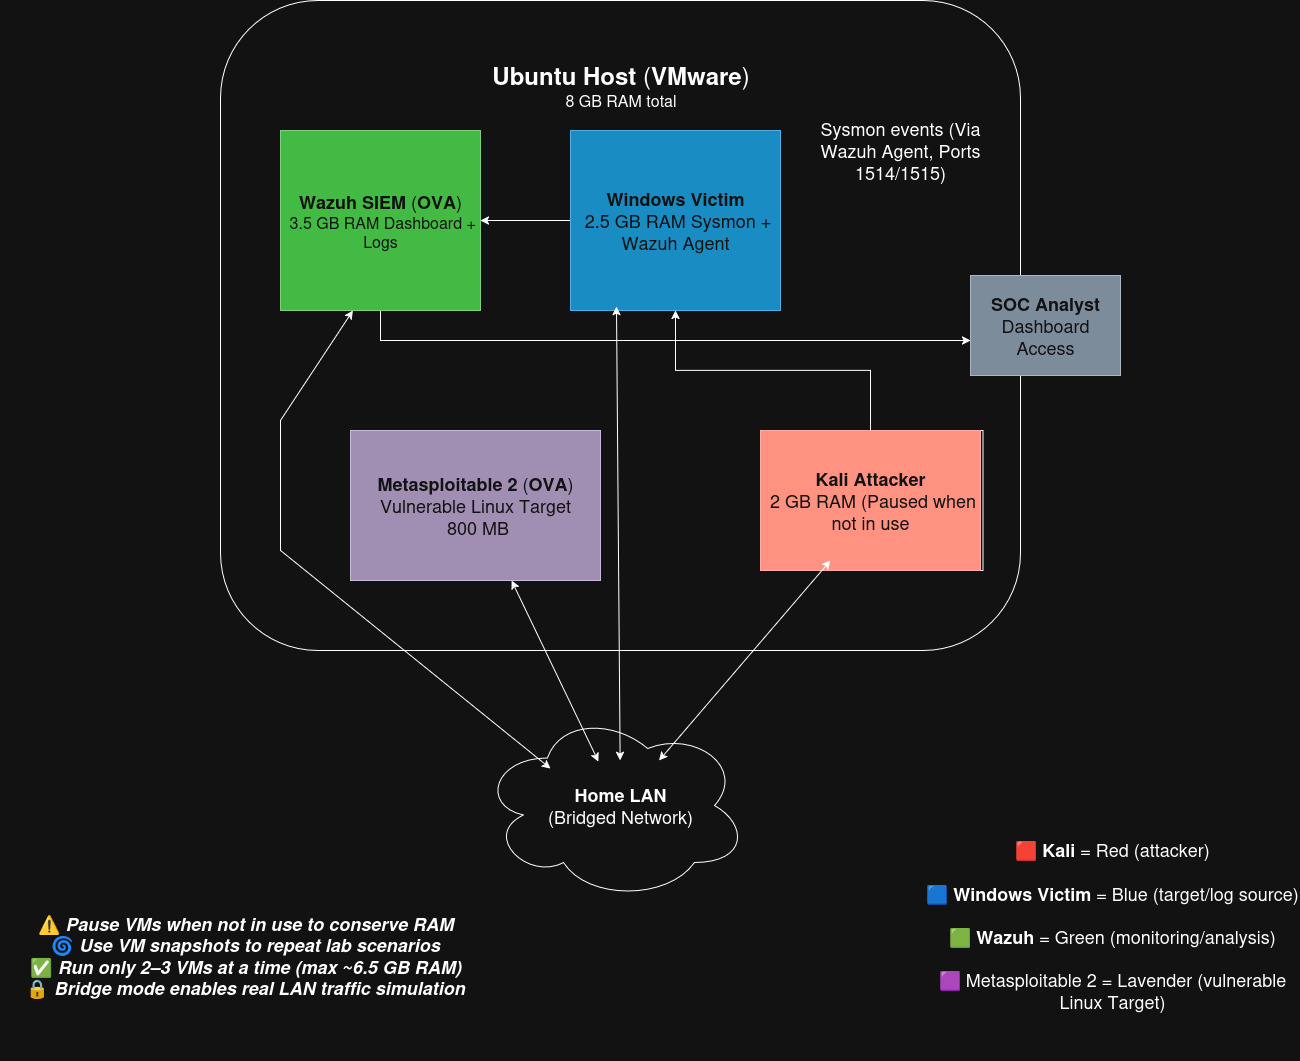 Ubuntu Host (VMware)
8 GB RAM total
Sysmon events (Via
Wazuh Agent, Ports
1514/1515)
Wazuh SIEM (OVA)
3.5 GB RAM Dashboard +
Logs
Windows Victim
2.5 GB RAM Sysmon +
Wazuh Agent
SOC Analyst
Dashboard
Access
Metasploitable 2 (OVA)
Vulnerable Linux Target
800 MB
Kali Attacker
2 GB RAM (Paused when
not in use
Home LAN
(Bridged Network)
🟥 Kali = Red (attacker)
🟦 Windows Victim = Blue (target/log source)
🟩 Wazuh = Green (monitoring/analysis)
🟪 Metasploitable 2 = Lavender (vulnerable
Linux Target)
⚠️ Pause VMs when not in use to conserve RAM
🌀 Use VM snapshots to repeat lab scenarios
✅ Run only 2–3 VMs at a time (max ~6.5 GB RAM)
🔒 Bridge mode enables real LAN traffic simulation